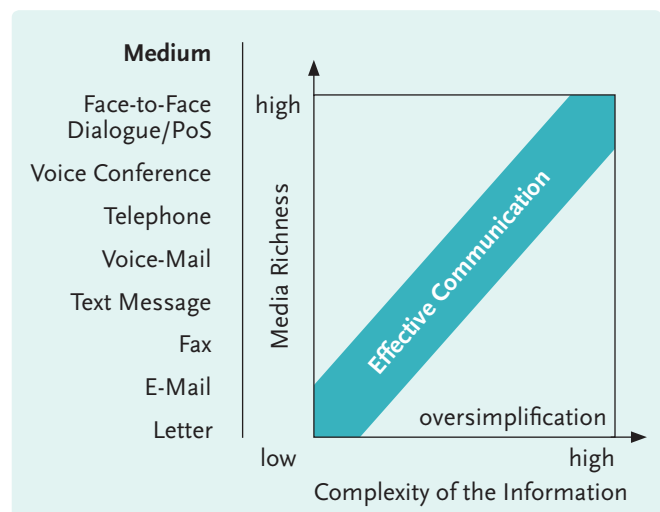 Medium
Face-to-Face
Dialogue/PoS
Voice Conference
Telephone
Voice-Mail
Text Message
Fax
E-Mail
Letter
Media Richness
high
Effective Communication
oversimplification
low
high
Complexity of the Information